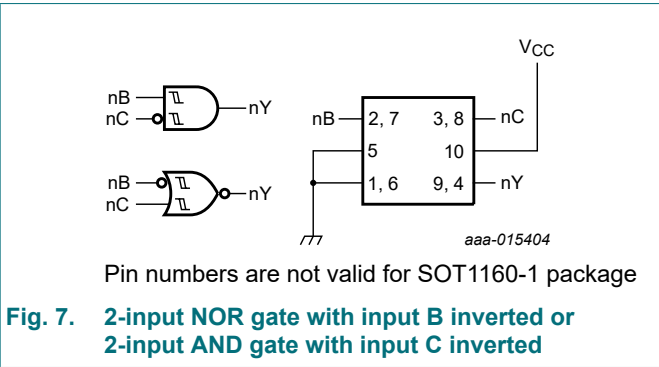 VCC
nB
nC
nY
nB
nC
nY
nB
2, 7
3, 8
nC
5
10
1, 6
9, 4
nY
aaa-015404
Pin numbers are not valid for SOT1160-1 package
Fig. 7. 2-input NOR gate with input B inverted or
2-input AND gate with input C inverted